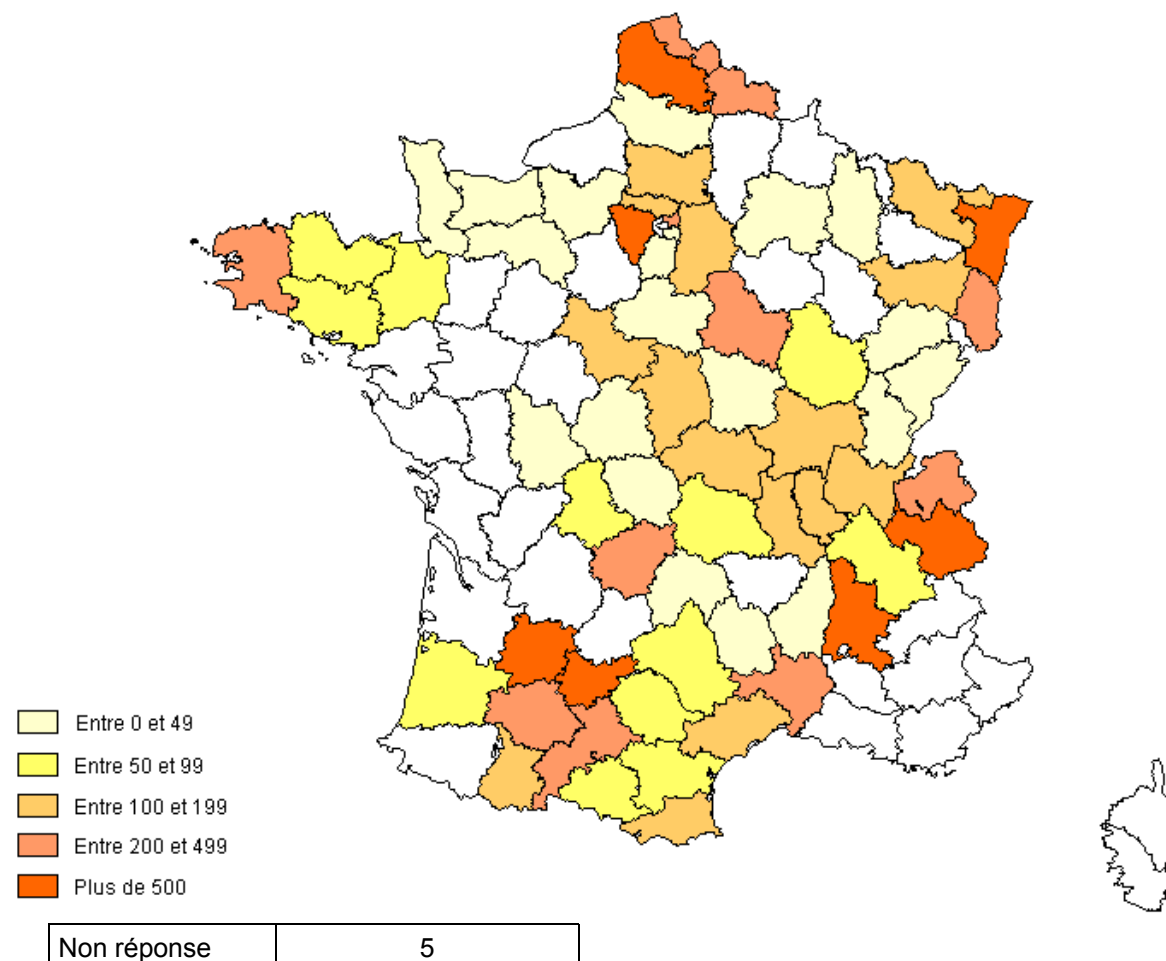 Entre 0 et 49
Entre 50 et 99
Entre 100 et 199
Entre 200 et 499
Plus de 500
Non réponse 5